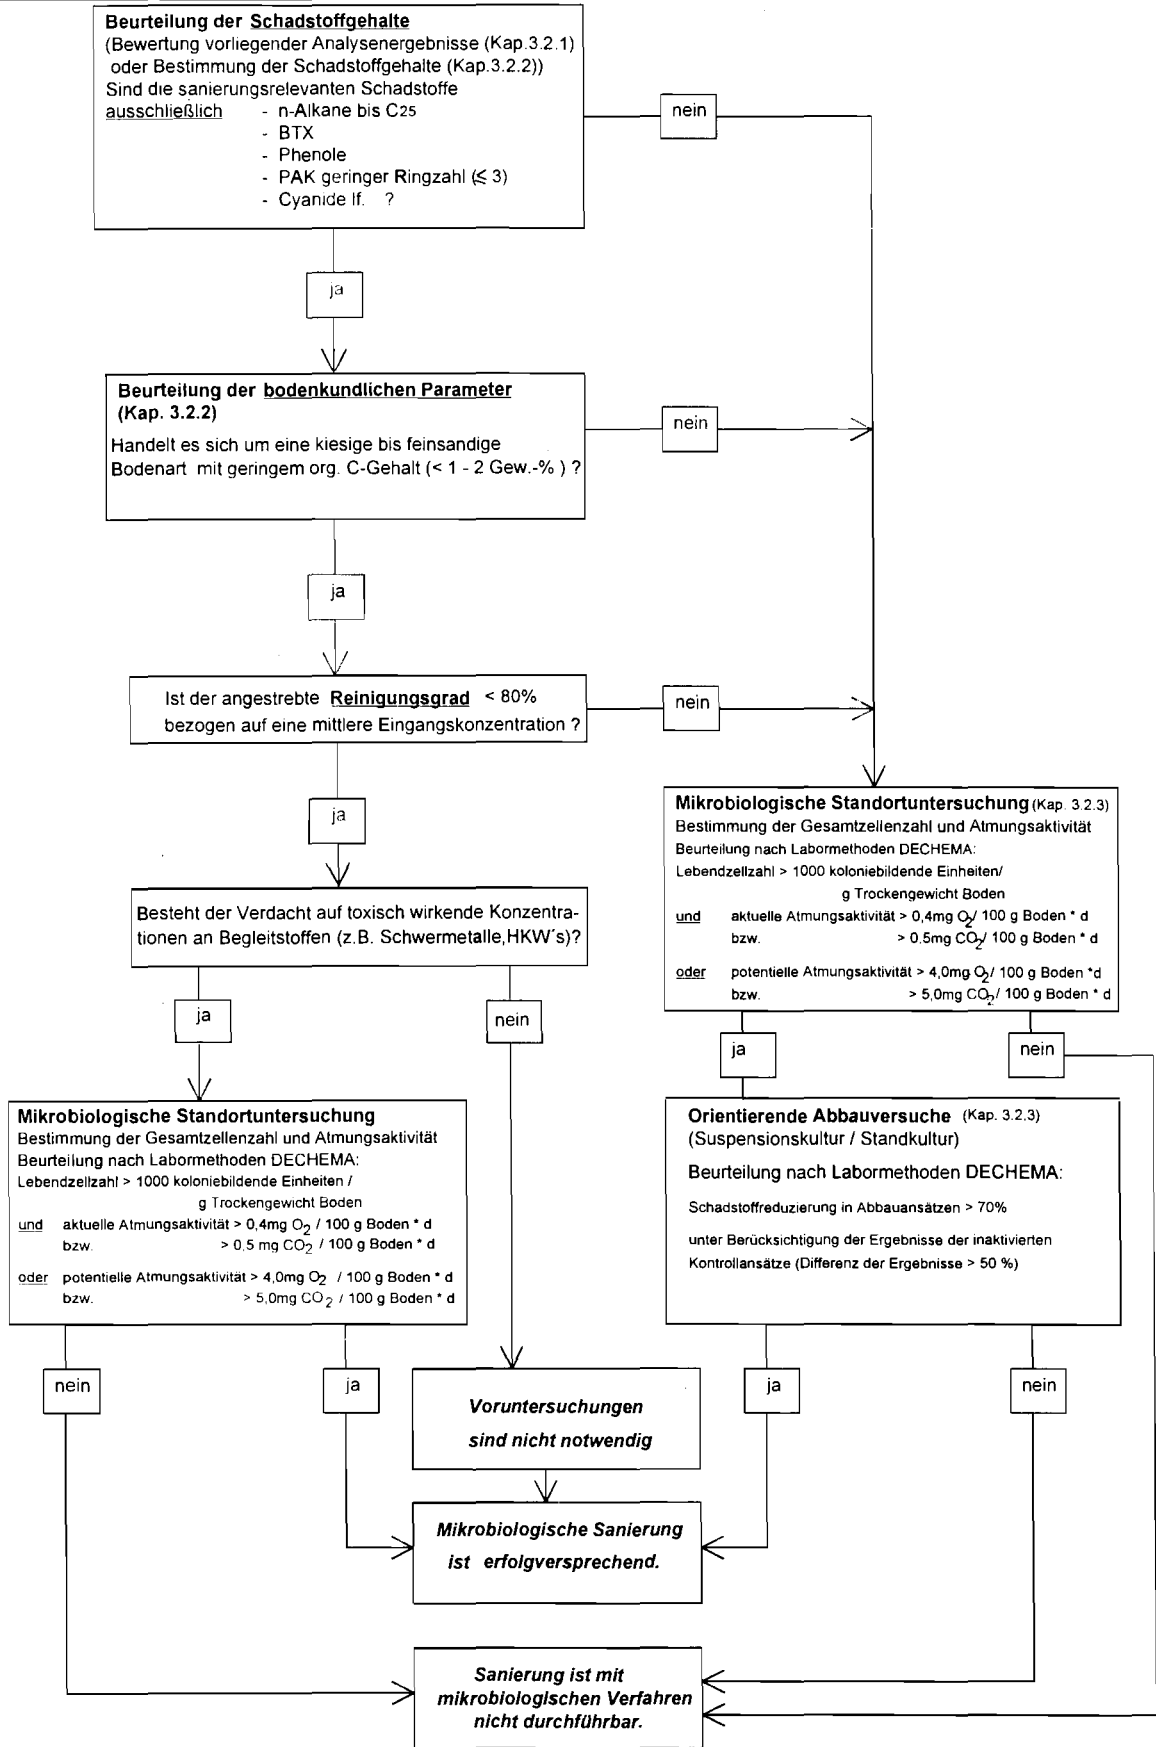 Beurteilung der Schadstoffgehalte
(Bewertung vorliegender Analysenergebnisse (Kap.3.2.1)
oder Bestimmung der Schadstoffgehalte (Kap.3.2.2))
Sind die sanierungsrelevanten Schadstoffe
ausschließlich - n-Alkane bis C25
- BTX
- Phenole
- PAK geringer Ringzahl (≤ 3)
- Cyanide lf. ?
nein
ja
Beurteilung der bodenkundlichen Parameter
(Kap. 3.2.2)
Handelt es sich um eine kiesige bis feinsandige
Bodenart mit geringem org. C-Gehalt (< 1 - 2 Gew.-% ) ?
nein
ja
Ist der angestrebte Reinigungsgrad < 80%
bezogen auf eine mittlere Eingangskonzentration ?
nein
ja
Mikrobiologische Standortuntersuchung (Kap. 3.2.3)
Bestimmung der Gesamtzellenzahl und Atmungsaktivität
Beurteilung nach Labormethoden DECHEMA:
Lebendzellzahl > 1000 koloniebildende Einheiten/
g Trockengewicht Boden
und aktuelle Atmungsaktivität > 0,4mg O2/ 100 g Boden * d
bzw. > 0.5mg CO2/ 100 g Boden * d
oder potentielle Atmungsaktivität > 4,0mg O2/ 100 g Boden *d
bzw. > 5,0mg CO2/ 100 g Boden * d
Besteht der Verdacht auf toxisch wirkende Konzentra-
tionen an Begleitstoffen (z.B. Schwermetalle,HKW´s)?
ja
nein
ja
nein
Mikrobiologische Standortuntersuchung
Bestimmung der Gesamtzellenzahl und Atmungsaktivität
Beurteilung nach Labormethoden DECHEMA:
Lebendzellzahl > 1000 koloniebildende Einheiten /
g Trockengewicht Boden
und aktuelle Atmungsaktivität > 0,4mg O2 / 100 g Boden * d
bzw. > 0,5 mg CO2 / 100 g Boden * d
oder potentielle Atmungsaktivität > 4,0mg O2 / 100 g Boden * d
bzw. > 5,0mg CO2 / 100 g Boden * d
Orientierende Abbauversuche (Kap. 3.2.3)
(Suspensionskultur / Standkultur)
Beurteilung nach Labormethoden DECHEMA:
Schadstoffreduzierung in Abbauansätzen > 70%
unter Berücksichtigung der Ergebnisse der inaktivierten
Kontrollansätze (Differenz der Ergebnisse > 50 %)
nein
ja
ja
nein
Voruntersuchungen
sind nicht notwendig
Mikrobiologische Sanierung
ist erfolgversprechend.
Sanierung ist mit
mikrobiologischen Verfahren
nicht durchführbar.